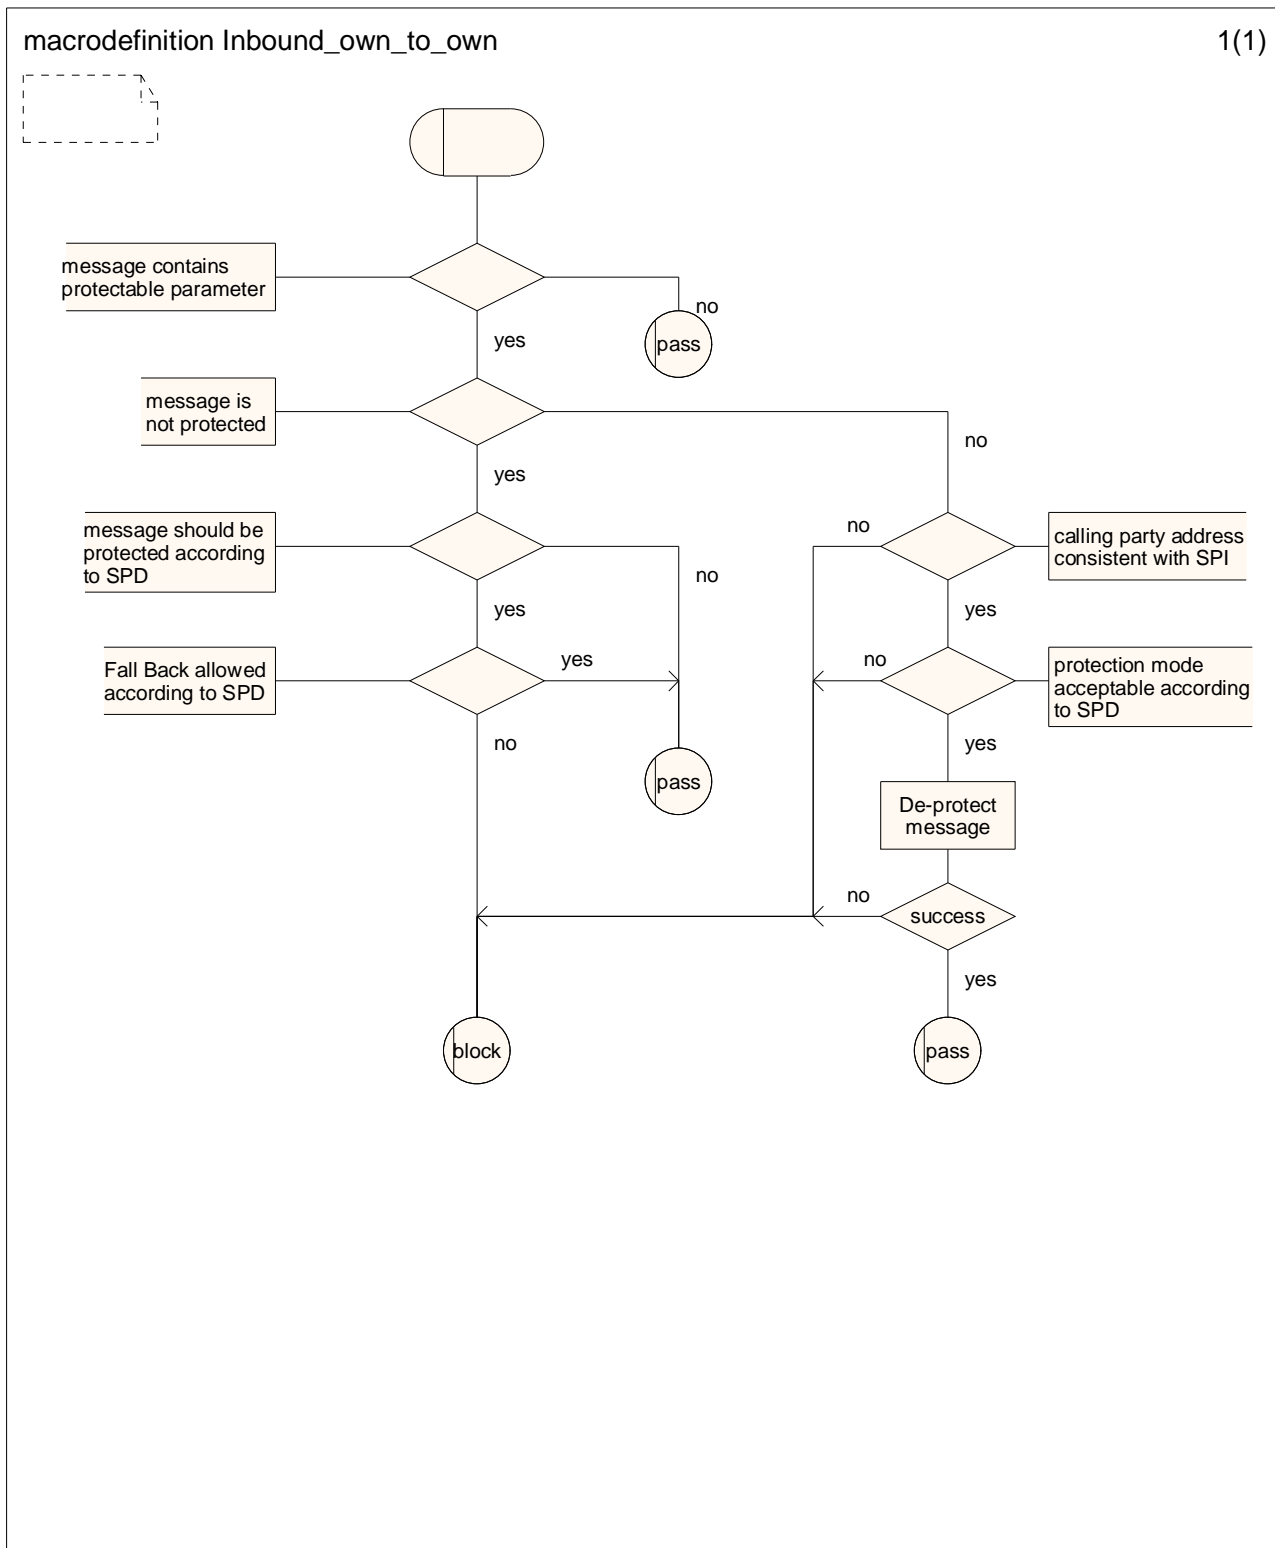 macrodefinition Inbound_own_to_own
1(1)
message contains
protectable parameter
no
pass
yes
message is
not protected
no
yes
message should be
protected according
to SPD
no
calling party address
consistent with SPI
no
yes
yes
Fall Back allowed
according to SPD
yes
no
protection mode
acceptable according
to SPD
no
yes
pass
De-protect
message
no
success
yes
block
pass